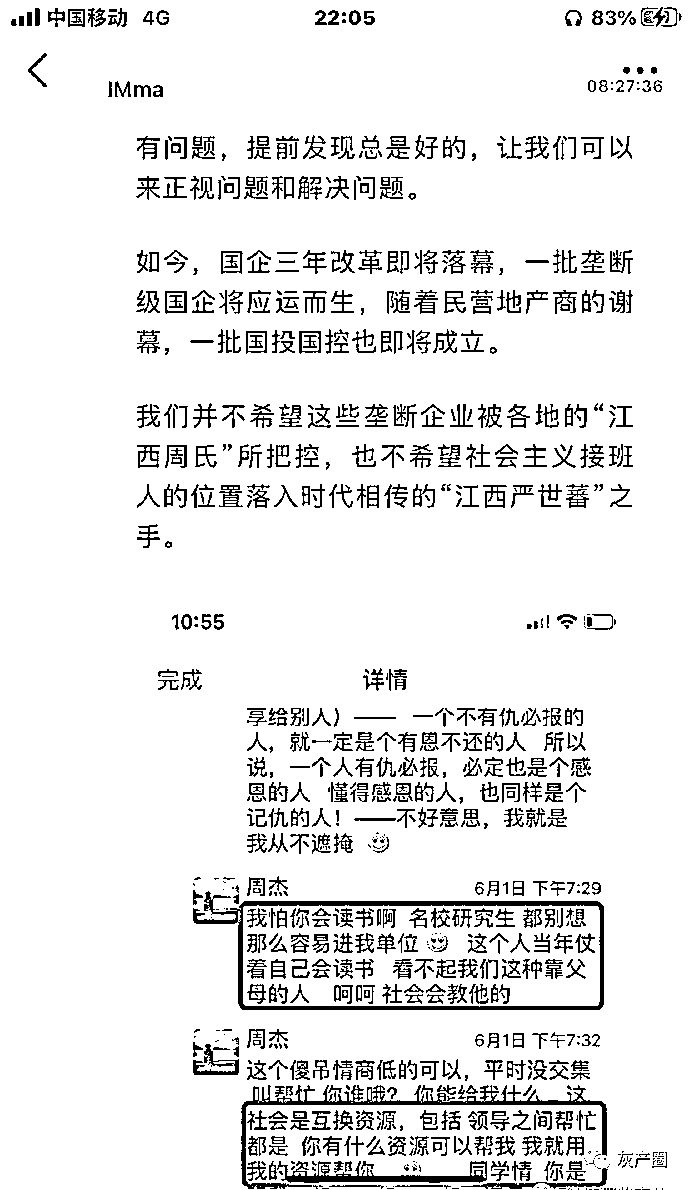 中国移动 4G 22:05 83%
IMma
08:27:36
有问题，提前发现总是好的，让我们可以
来正视问题和解决问题。
如今，国企三年改革即将落幕，一批垄断
级国企将应运而生，随着民营地产商的谢
幕，一批国投国控也即将成立。
我们并不希望这些垄断企业被各地的“江
西周氏”所把控，也不希望社会主义接班
人的位置落入时代相传的“江西严世蕃”之
手。
10:55
完成 详情
享给别人）—— 一个不有仇必报的
人，就一定是个有恩不还的人 所以
说，一个人有仇必报，必定也是个感
恩的人 懂得感恩的人，也同样是个
记仇的人！——不好意思，我就是
我从不遮掩
周杰 6月1日 下午7:29
我怕你会读书啊 名校研究生 都别想
那么容易进我单位 这个人当年仗
着自己会读书 看不起我们这种靠父
母的人 呵呵 社会会教他的
周杰 6月1日 下午7:32
这个傻吊情商低的可以，平时没交集
叫帮忙 你谁哦？你能给我什么 这
社会是互换资源，包括 领导之间帮忙
都是 你有什么资源可以帮我 我就用
我的资源帮你 同学情 你是
灰产圈